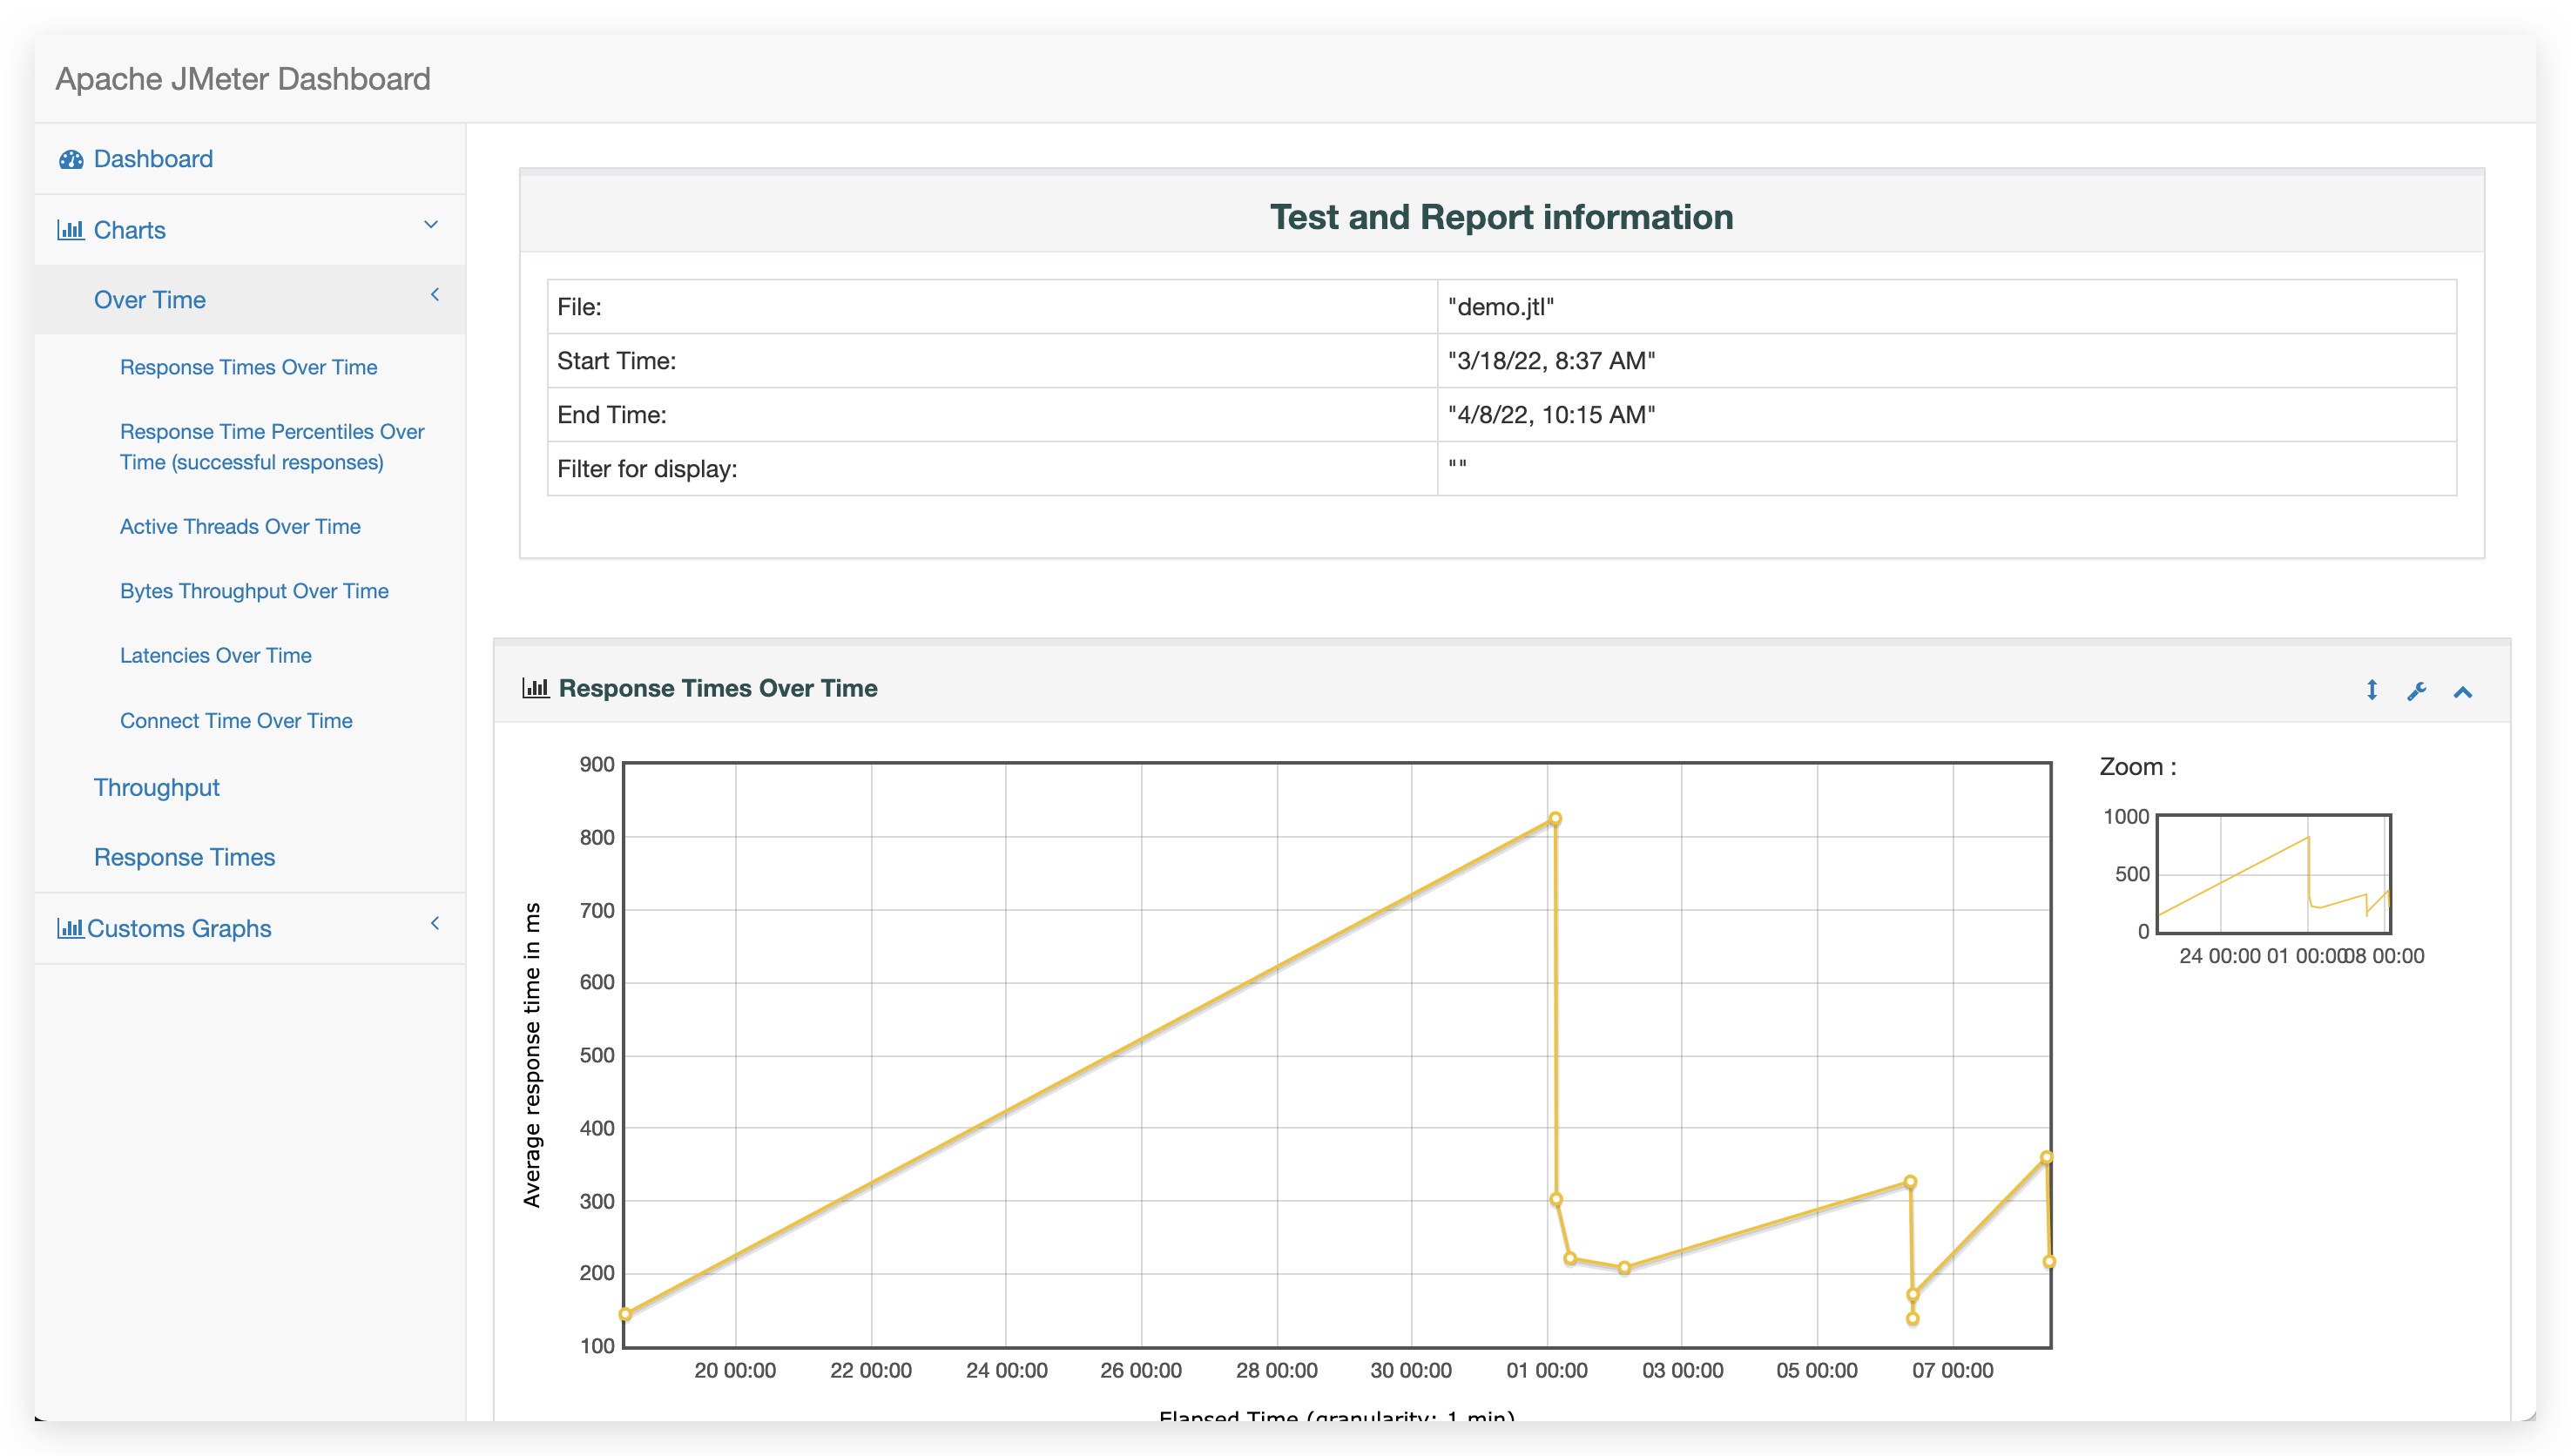 Apache JMeter Dashboard
Dashboard
Charts
Over Time
Response Times Over Time
Response Time Percentiles Over
Time (successful responses)
Active Threads Over Time
Bytes Throughput Over Time
Latencies Over Time
Connect Time Over Time
Throughput
Response Times
Customs Graphs
Test and Report information
File: "demo.jtl"
Start Time: "3/18/22, 8:37 AM"
End Time: "4/8/22, 10:15 AM"
Filter for display: ""
Response Times Over Time
900
800
700
600
500
400
300
200
100
Average response time in ms
20 00:00 22 00:00 24 00:00 26 00:00 28 00:00 30 00:00 01 00:00 03 00:00 05 00:00 07 00:00
Elapsed Time (granularity: 1 min)
Zoom :
1000
500
0
24 00:00 01 00:00 08 00:00